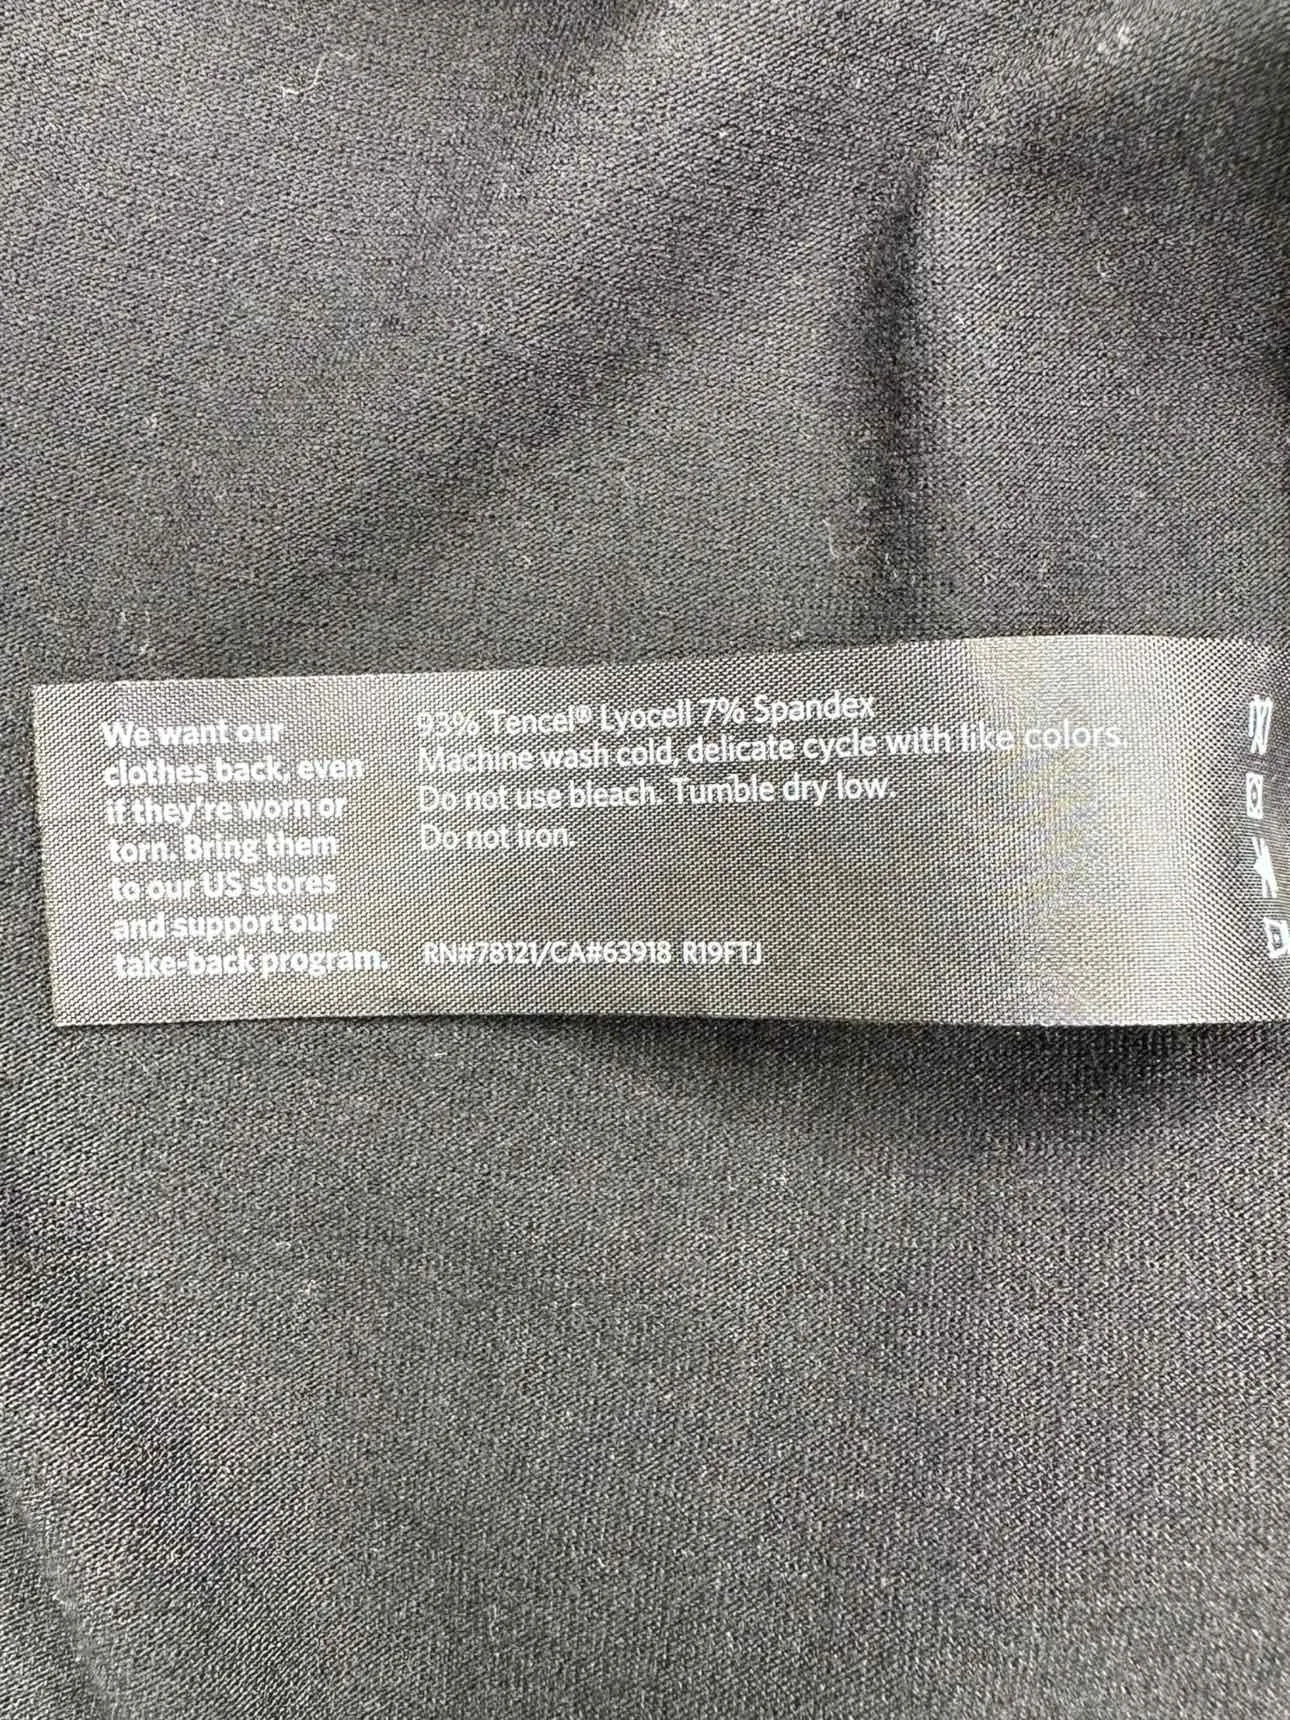 We want our
clothes back, even
if they're worn or
torn. Bring them
to our US stores
and support our
take-back program.
93% Tencel® Lyocell 7% Spandex
Machine wash cold, delicate cycle with like colors.
Do not use bleach. Tumble dry low.
Do not iron.
RN#78121/CA#63918 R19FTJ